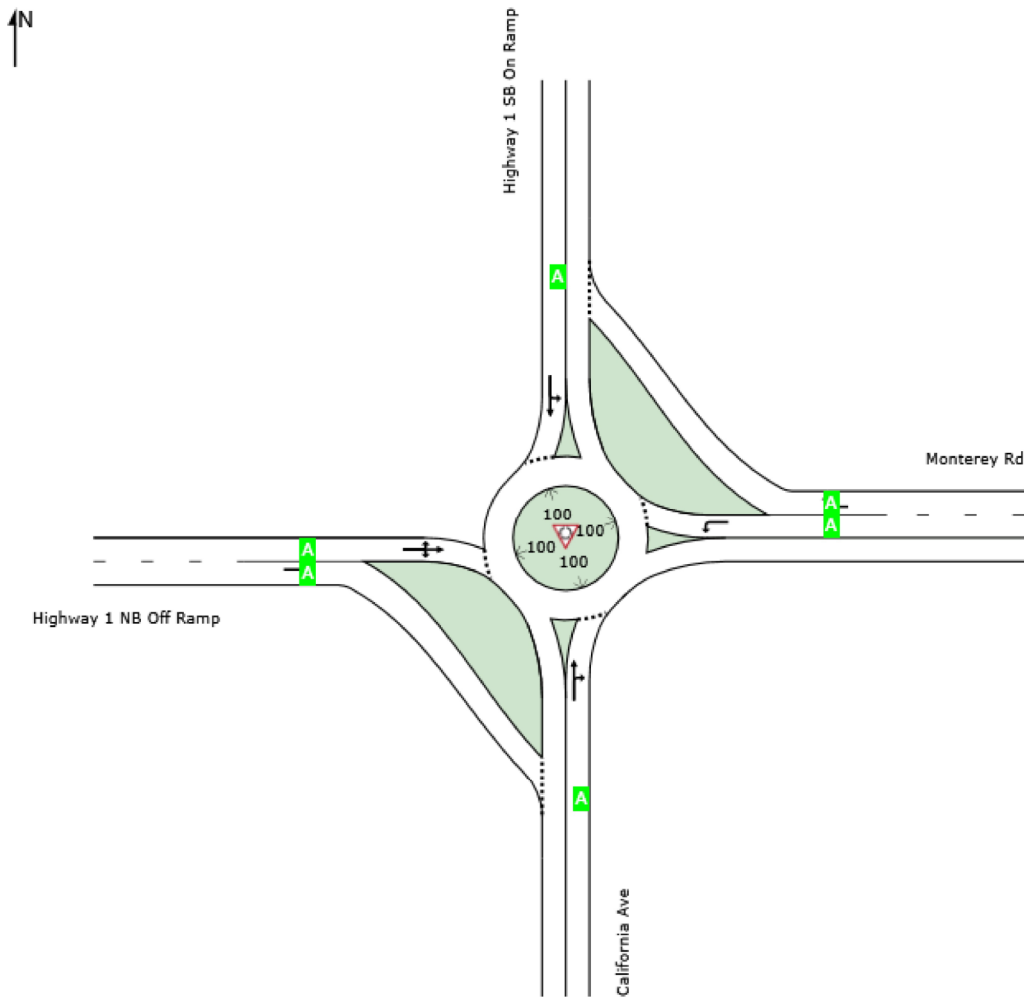 N
Highway 1 SB On Ramp
A
Monterey Rd
A
A
100
100
100
100
A
A
Highway 1 NB Off Ramp
A
California Ave